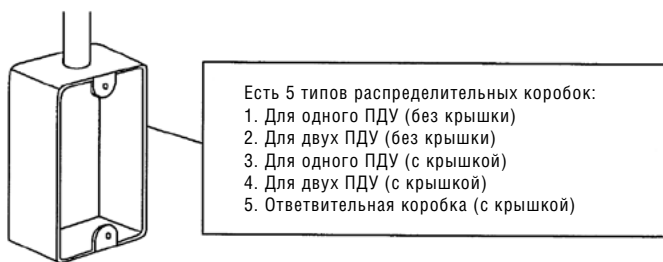 Есть 5 типов распределительных коробок:
1. Для одного ПДУ (без крышки)
2. Для двух ПДУ (без крышки)
3. Для одного ПДУ (с крышкой)
4. Для двух ПДУ (с крышкой)
5. Ответвительная коробка (с крышкой)